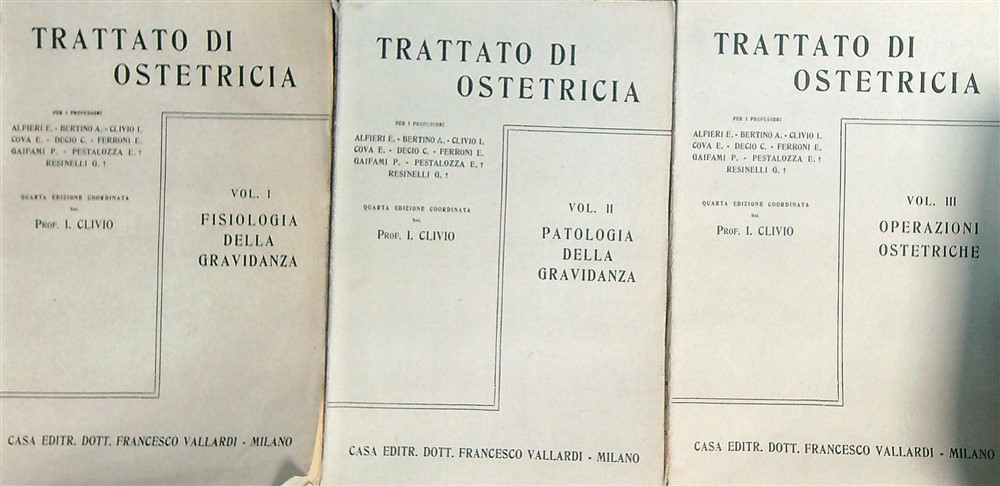 TRATTATO DI
OSTETRICIA
PER I PROFESSORI
ALFIERI E. - BERTINO A. - CLIVIO I.
COVA E. - DECIO C. - FERRONI E.
GAIFAMI P. - PESTALOZZA E. †
RESINELLI G. †
QUARTA EDIZIONE COORDINATA
DAL
PROF. I. CLIVIO
VOL. I
FISIOLOGIA
DELLA
GRAVIDANZA
CASA EDITR. DOTT. FRANCESCO VALLARDI - MILANO
TRATTATO DI
OSTETRICIA
PER I PROFESSORI
ALFIERI E. - BERTINO A. - CLIVIO I.
COVA E. - DECIO C. - FERRONI E.
GAIFAMI P. - PESTALOZZA E. †
RESINELLI G. †
QUARTA EDIZIONE COORDINATA
DAL
PROF. I. CLIVIO
VOL. II
PATOLOGIA
DELLA
GRAVIDANZA
CASA EDITR. DOTT. FRANCESCO VALLARDI - MILANO
TRATTATO DI
OSTETRICIA
PER I PROFESSORI
ALFIERI E. - BERTINO A. - CLIVIO I.
COVA E. - DECIO C. - FERRONI E.
GAIFAMI P. - PESTALOZZA E. †
RESINELLI G. †
QUARTA EDIZIONE COORDINATA
DAL
PROF. I. CLIVIO
VOL. III
OPERAZIONI
OSTETRICHE
CASA EDITR. DOTT. FRANCESCO VALLARDI - MILANO